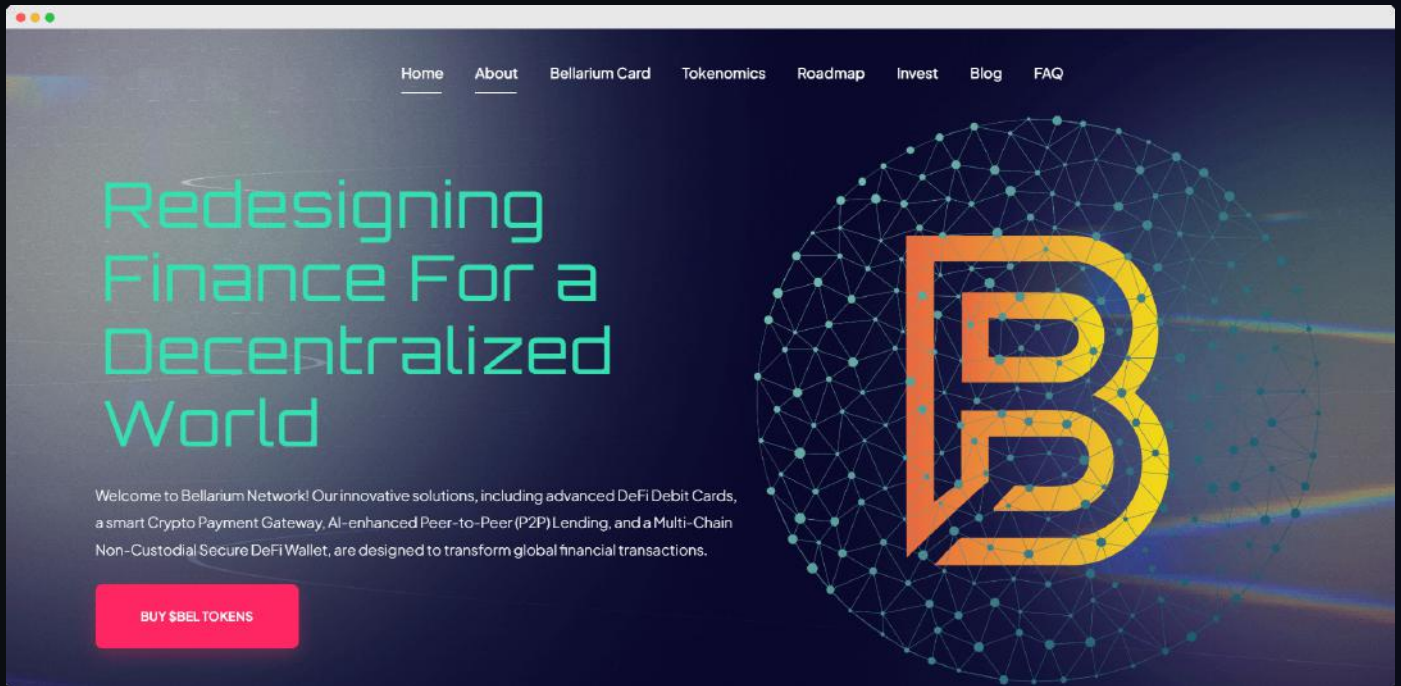 Home About Bellarium Card Tokenomics Roadmap Invest Blog FAQ
Redesigning
Finance For a
Decentralized
World
Welcome to Bellarium Network! Our innovative solutions, including advanced DeFi Debit Cards,
a smart Crypto Payment Gateway, AI-enhanced Peer-to-Peer (P2P) Lending, and a Multi-Chain
Non-Custodial Secure DeFi Wallet, are designed to transform global financial transactions.
BUY $BEL TOKENS